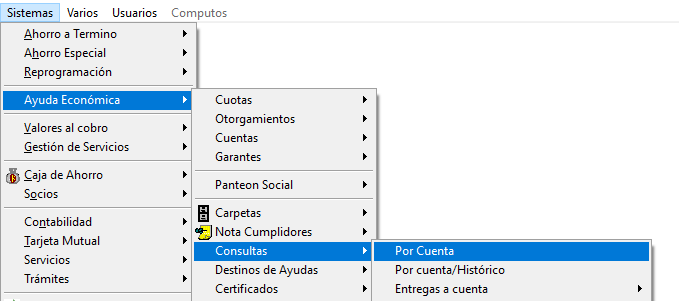 Sistemas Varios Usuarios Computos
Ahorro a Termino
Ahorro Especial
Reprogramación
Ayuda Económica
Valores al cobro
Gestión de Servicios
Caja de Ahorro
Socios
Contabilidad
Tarjeta Mutual
Servicios
Trámites
Cuotas
Otorgamientos
Cuentas
Garantes
Panteon Social
Carpetas
Nota Cumplidores
Consultas
Destinos de Ayudas
Certificados
Por Cuenta
Por cuenta/Histórico
Entregas a cuenta